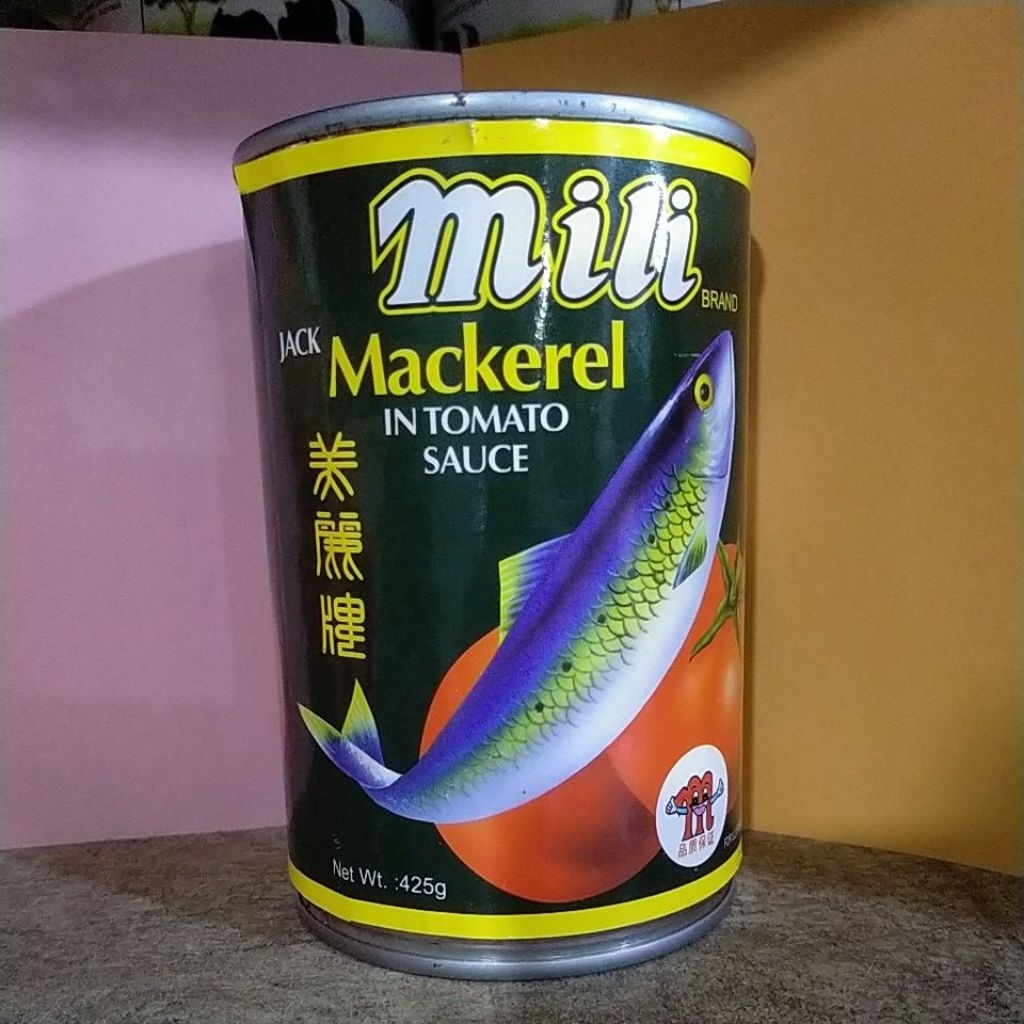 mili
BRAND
JACK
Mackerel
IN TOMATO
SAUCE
美麗牌
品质保证
Net Wt. :425g